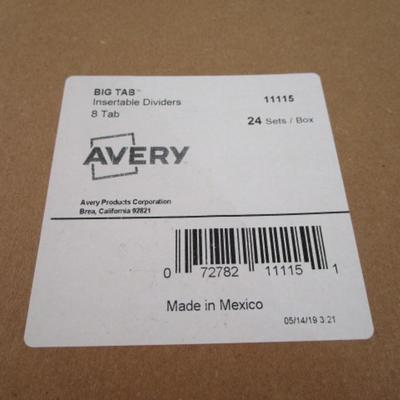 BIG TAB™
Insertable Dividers
8 Tab
11115
24 Sets / Box
AVERY
Avery Products Corporation
Brea, California 92821
0 72782 11115 1
Made in Mexico
05/14/19 3:21